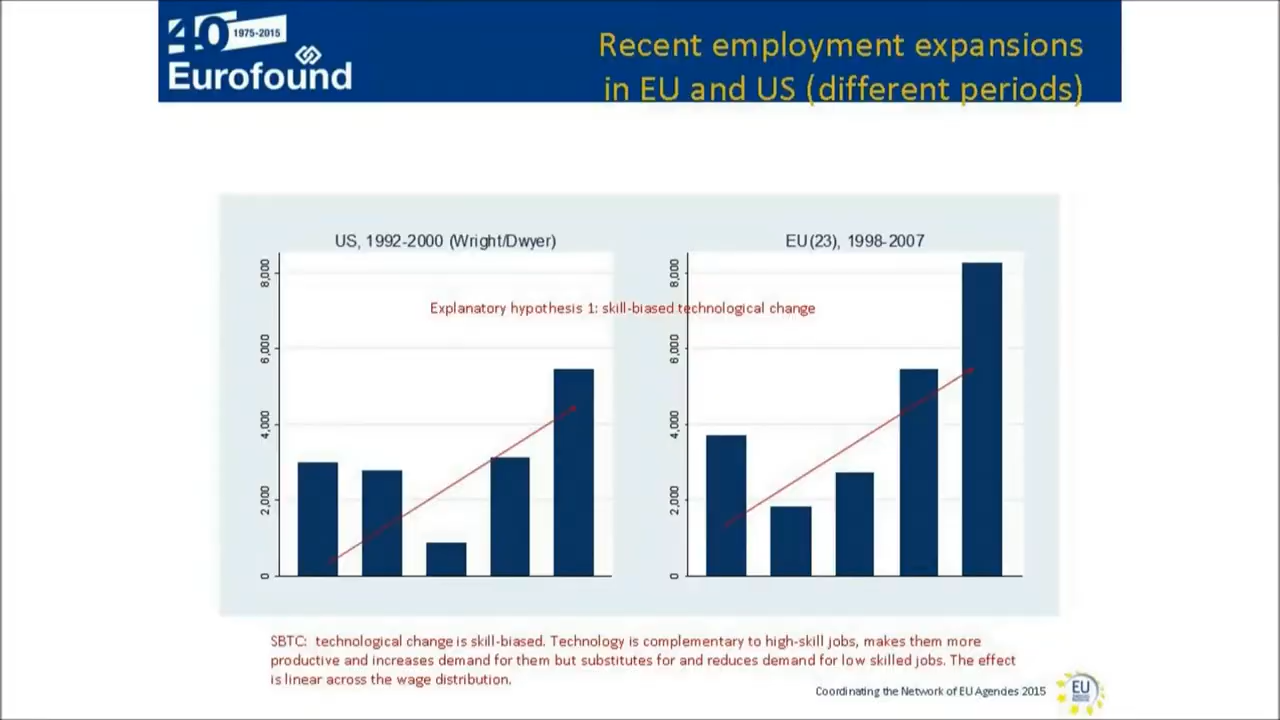 40 1975-2015
Eurofound
Recent employment expansions
in EU and US (different periods)
US, 1992-2000 (Wright/Dwyer)
EU(23), 1998-2007
Explanatory hypothesis 1: skill-biased technological change
8,000
6,000
4,000
2,000
0
8,000
6,000
4,000
2,000
0
SBTC: technological change is skill-biased. Technology is complementary to high-skill jobs, makes them more
productive and increases demand for them but substitutes for and reduces demand for low skilled jobs. The effect
is linear across the wage distribution.
Coordinating the Network of EU Agencies 2015
EU